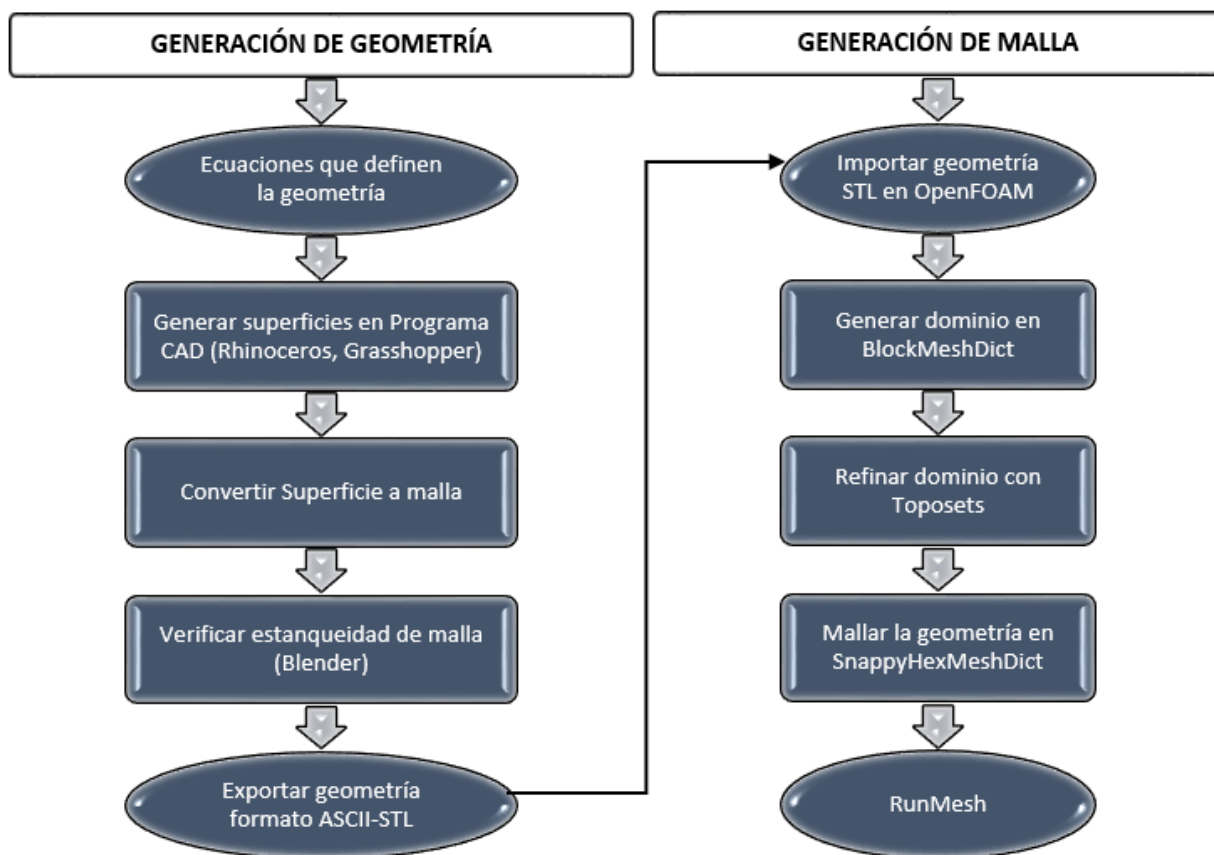 GENERACIÓN DE GEOMETRÍA
Ecuaciones que definen
la geometría
Generar superficies en Programa
CAD (Rhinoceros, Grasshopper)
Convertir Superficie a malla
Verificar estanqueidad de malla
(Blender)
Exportar geometría
formato ASCII-STL
GENERACIÓN DE MALLA
Importar geometría
STL en OpenFOAM
Generar dominio en
BlockMeshDict
Refinar dominio con
Toposets
Mallar la geometría en
SnappyHexMeshDict
RunMesh